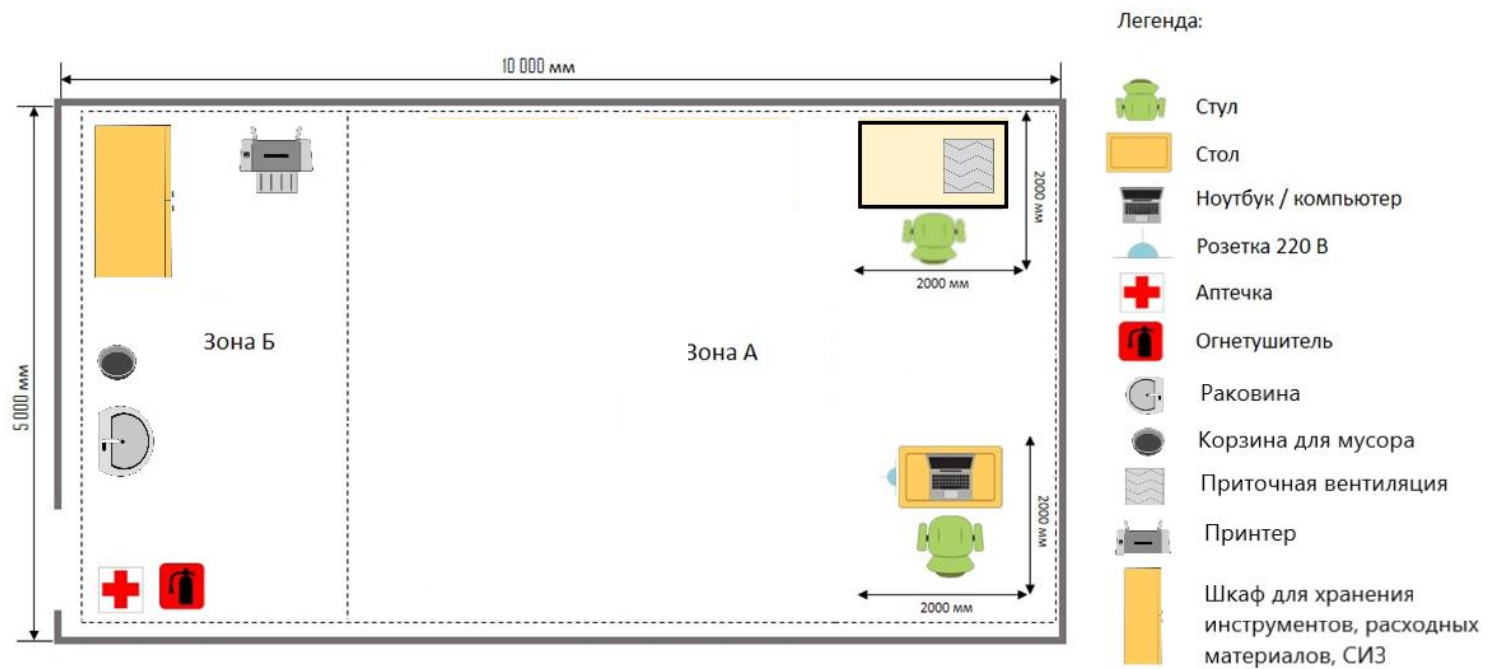 Легенда:
10 000 мм
Стул
Стол
2000 мм
Ноутбук / компьютер
Розетка 220 В
2000 мм
Аптечка
Зона Б
Зона А
Огнетушитель
5 000 мм
Раковина
Корзина для мусора
Приточная вентиляция
2000 мм
Принтер
2000 мм
Шкаф для хранения
инструментов, расходных
материалов, СИЗ